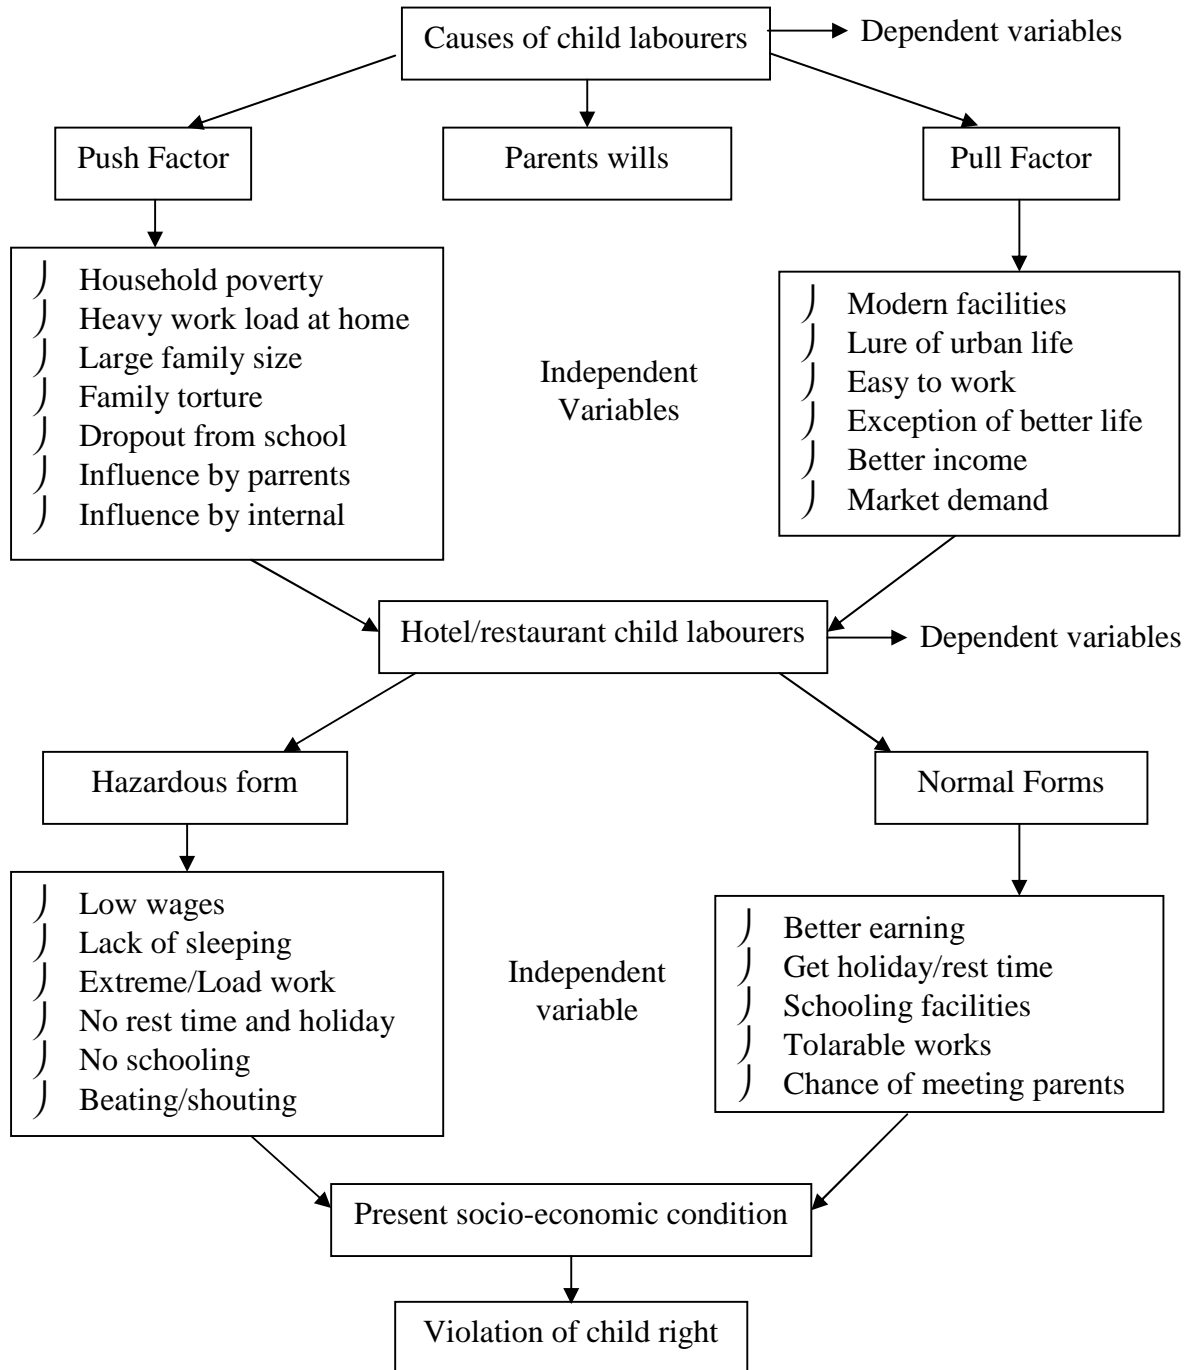 Causes of child labourers
Dependent variables
Push Factor
Parents wills
Pull Factor
Household poverty
Heavy work load at home
Large family size
Family torture
Dropout from school
Influence by parrents
Influence by internal
Independent
Variables
Modern facilities
Lure of urban life
Easy to work
Exception of better life
Better income
Market demand
Hotel/restaurant child labourers
Dependent variables
Hazardous form
Normal Forms
Low wages
Lack of sleeping
Extreme/Load work
No rest time and holiday
No schooling
Beating/shouting
Independent
variable
Better earning
Get holiday/rest time
Schooling facilities
Tolarable works
Chance of meeting parents
Present socio-economic condition
Violation of child right